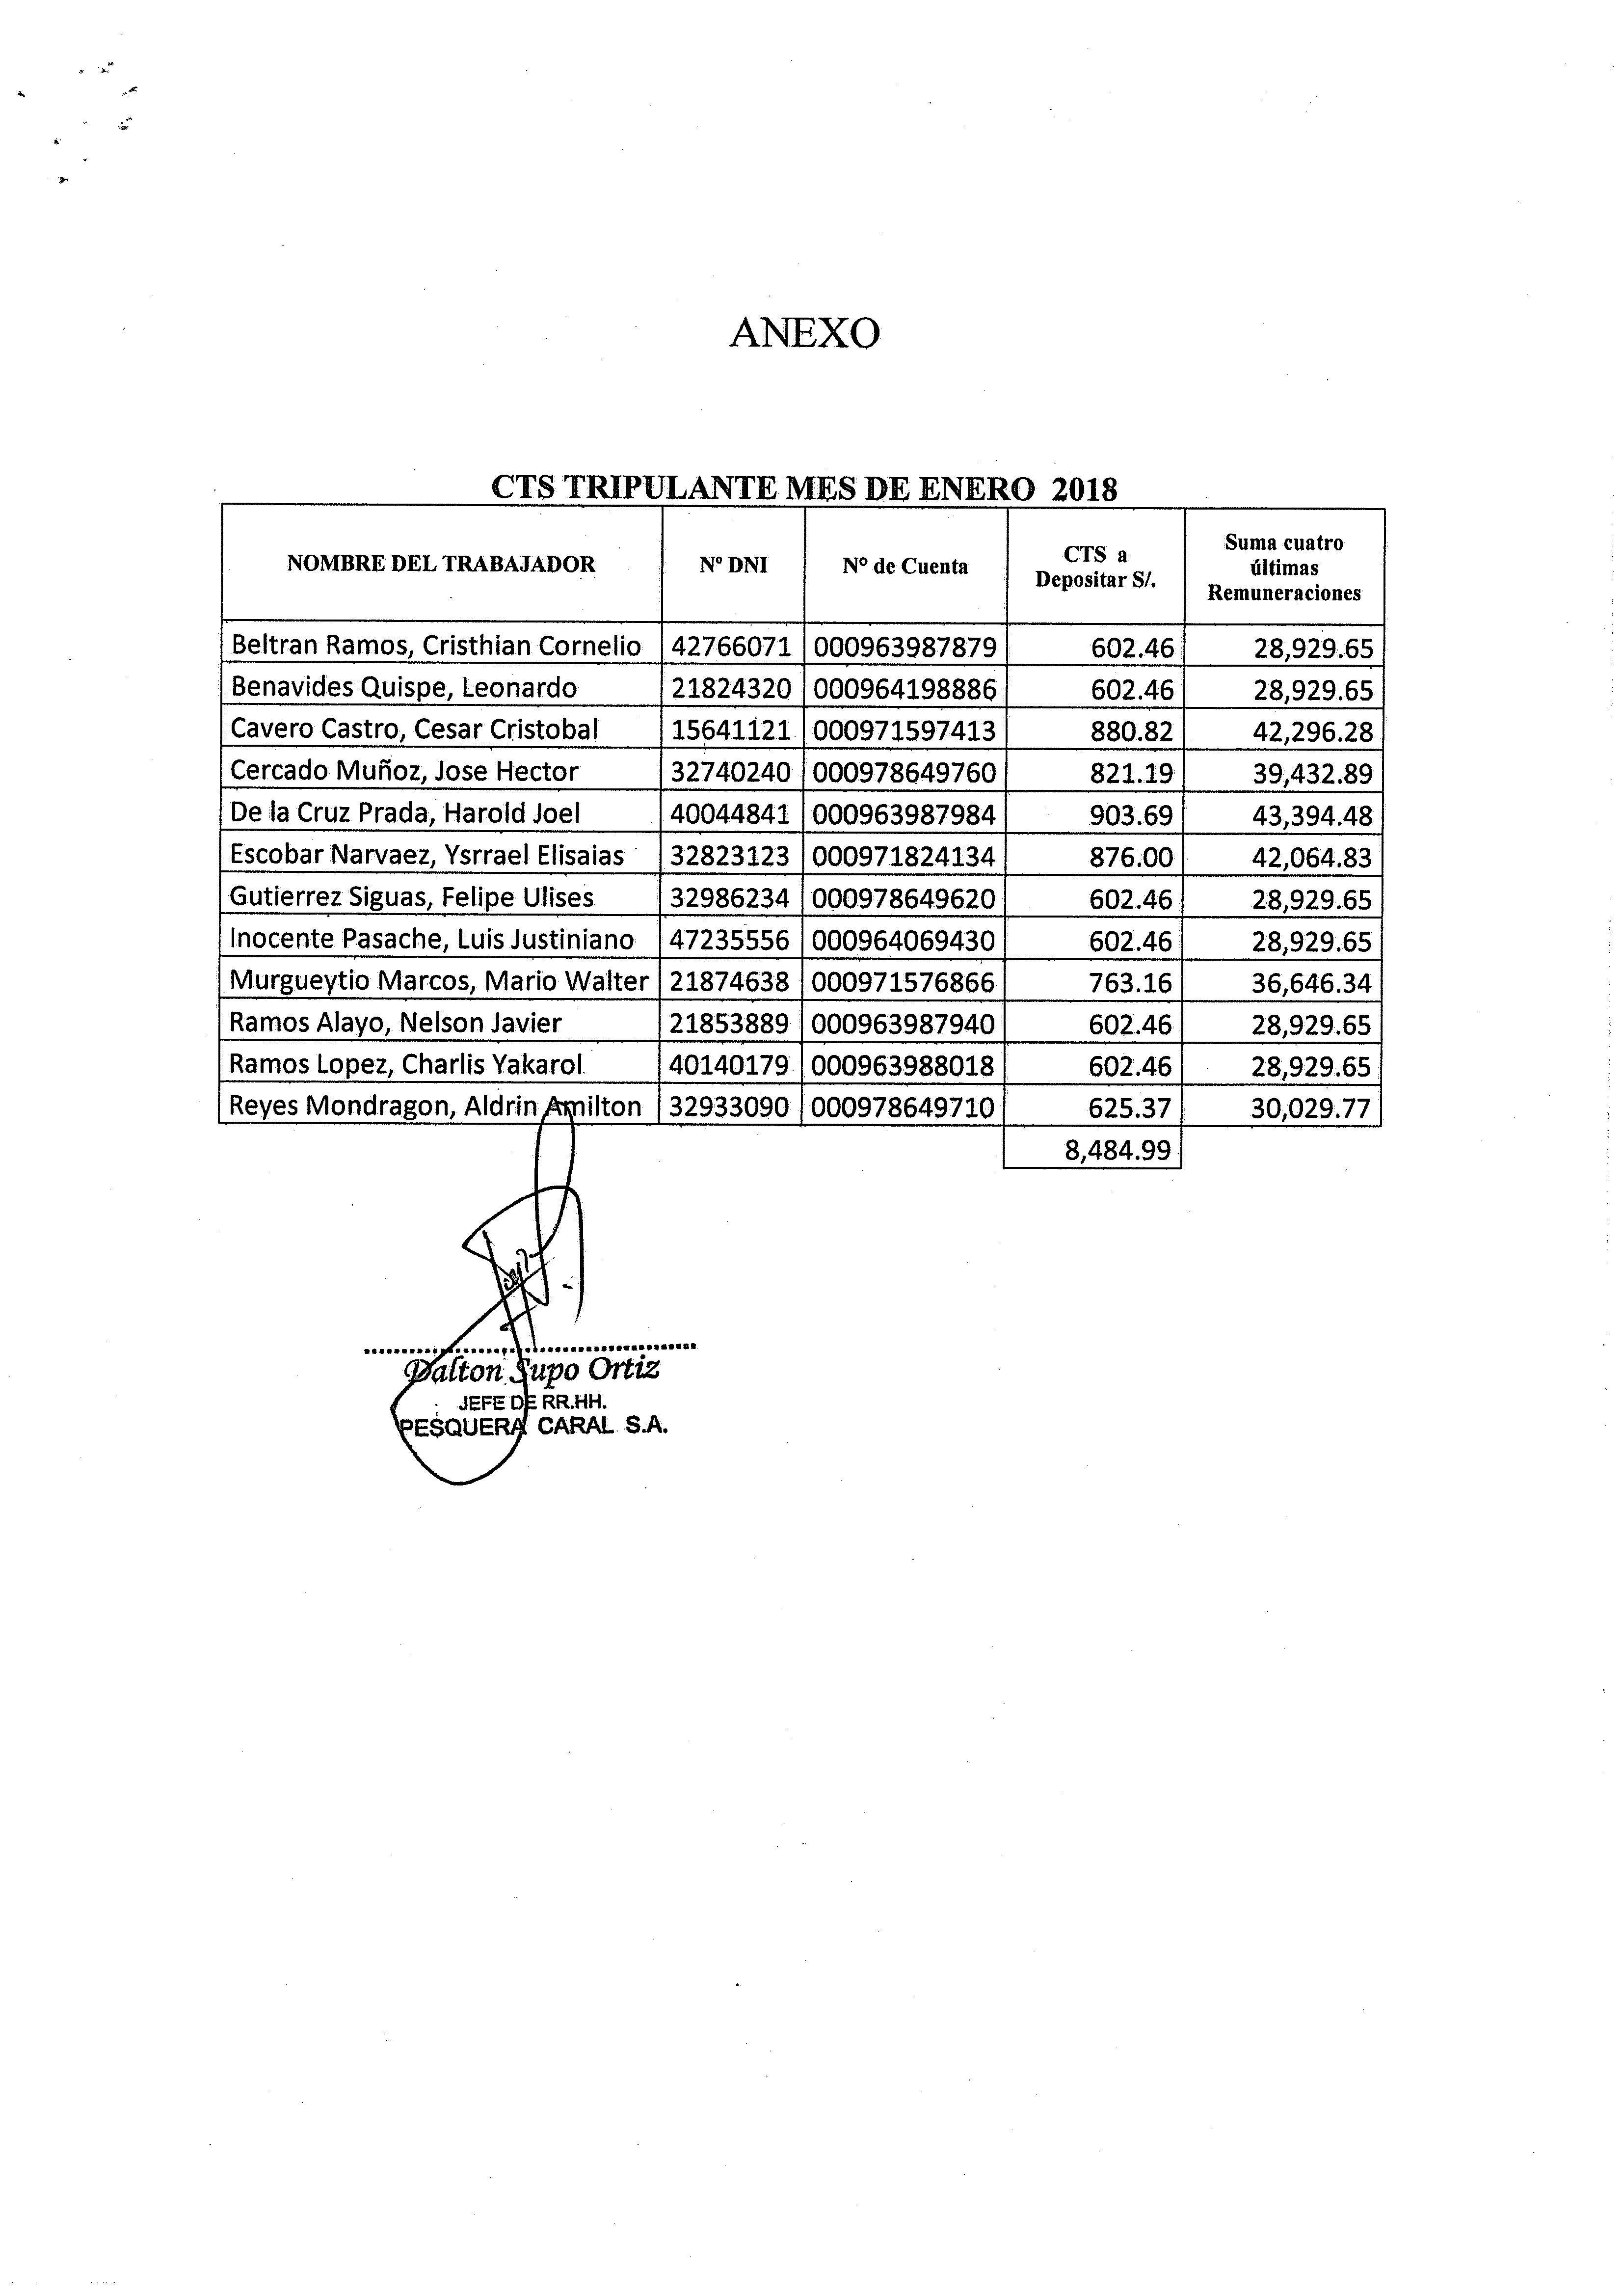 ANEXO
CTS TRIPULANTE MES DE ENERO 2018
NOMBRE DEL TRABAJADOR Nº DNI Nº de Cuenta CTS a Depositar S/. Suma cuatro últimas Remuneraciones
Beltran Ramos, Cristhian Cornelio 42766071 000963987879 602.46 28,929.65
Benavides Quispe, Leonardo 21824320 000964198886 602.46 28,929.65
Cavero Castro, Cesar Cristobal 15641121 000971597413 880.82 42,296.28
Cercado Muñoz, Jose Hector 32740240 000978649760 821.19 39,432.89
De la Cruz Prada, Harold Joel 40044841 000963987984 903.69 43,394.48
Escobar Narvaez, Ysrrael Elisaias 32823123 000971824134 876.00 42,064.83
Gutierrez Siguas, Felipe Ulises 32986234 000978649620 602.46 28,929.65
Inocente Pasache, Luis Justiniano 47235556 000964069430 602.46 28,929.65
Murgueytio Marcos, Mario Walter 21874638 000971576866 763.16 36,646.34
Ramos Alayo, Nelson Javier 21853889 000963987940 602.46 28,929.65
Ramos Lopez, Charlis Yakarol 40140179 000963988018 602.46 28,929.65
Reyes Mondragon, Aldrin Amilton 32933090 000978649710 625.37 30,029.77
8,484.99
Dalton Supo Ortiz
JEFE DE RR.HH.
PESQUERA CARAL S.A.